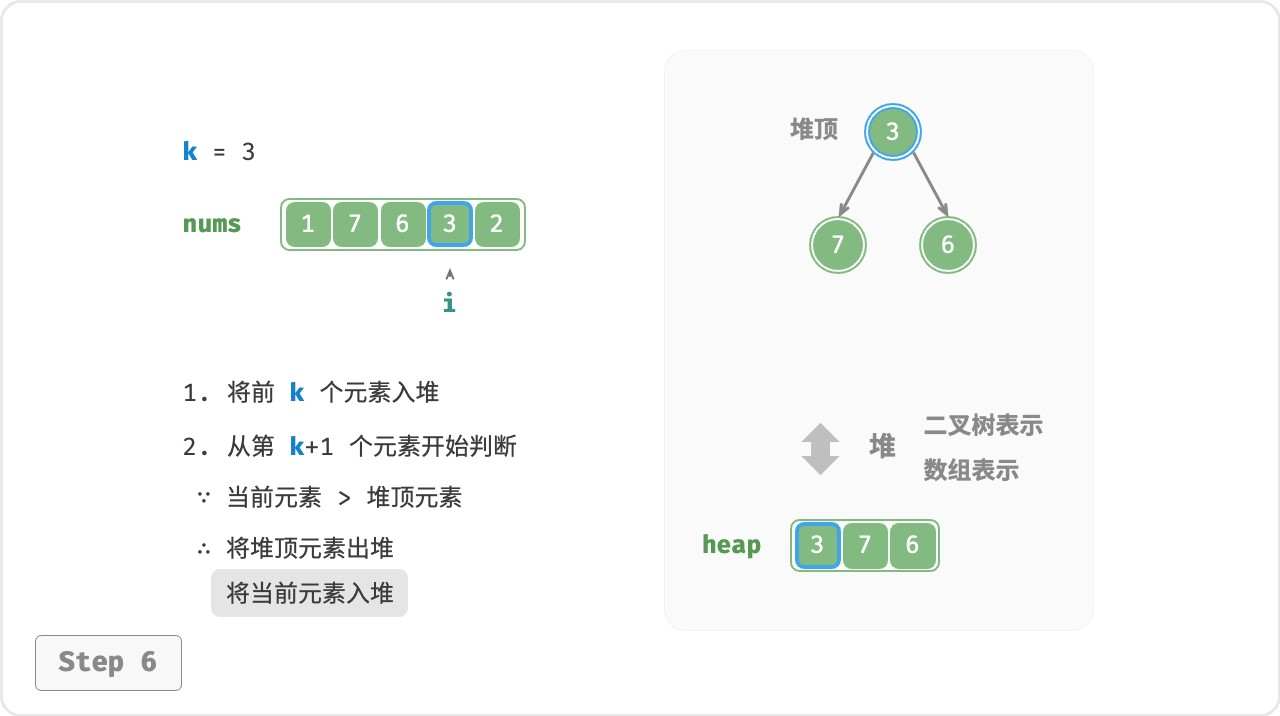 k = 3
nums 1 7 6 3 2
i
1. 将前 k 个元素入堆
2. 从第 k+1 个元素开始判断
∵ 当前元素 > 堆顶元素
∴ 将堆顶元素出堆
将当前元素入堆
Step 6
堆顶 3
7 6
堆
二叉树表示
数组表示
heap 3 7 6